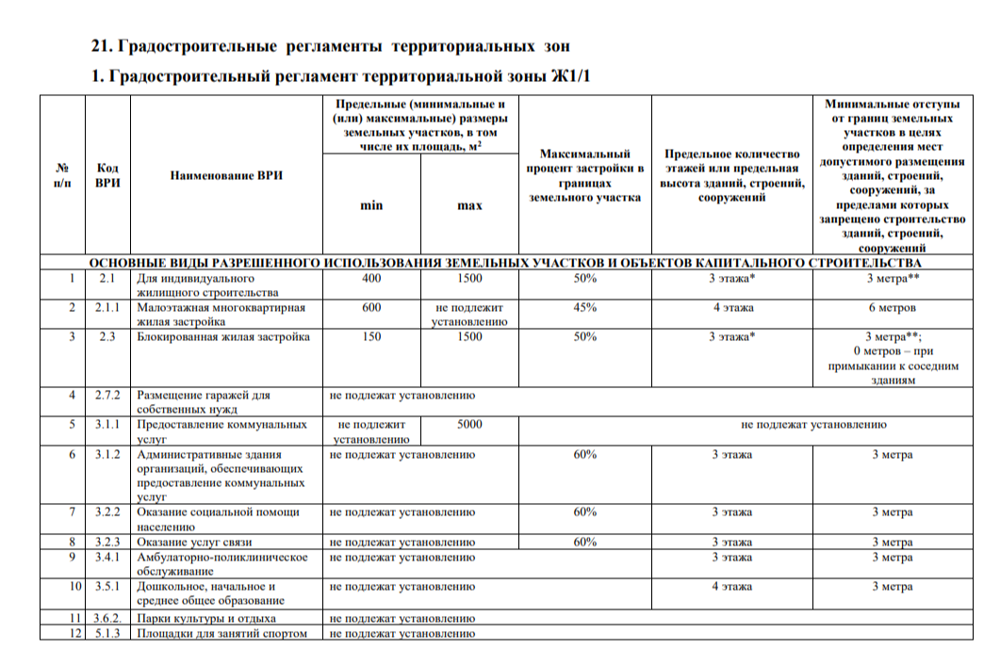 21. Градостроительные регламенты территориальных зон
1. Градостроительный регламент территориальной зоны Ж1/1
№
п/п
Код
ВРИ
Наименование ВРИ
Предельные (минимальные и
(или) максимальные) размеры
земельных участков, в том
числе их площадь, м²
min
max
Максимальный
процент застройки в
границах
земельного участка
Предельное количество
этажей или предельная
высота зданий, строений,
сооружений
Минимальные отступы
от границ земельных
участков в целях
определения мест
допустимого размещения
зданий, строений,
сооружений, за
пределами которых
запрещено строительство
зданий, строений,
сооружений
ОСНОВНЫЕ ВИДЫ РАЗРЕШЕННОГО ИСПОЛЬЗОВАНИЯ ЗЕМЕЛЬНЫХ УЧАСТКОВ И ОБЪЕКТОВ КАПИТАЛЬНОГО СТРОИТЕЛЬСТВА
1 2.1 Для индивидуального 400 1500 50% 3 этажа* 3 метра**
жилищного строительства
2 2.1.1 Малоэтажная многоквартирная 600 не подлежит 45% 4 этажа 6 метров
жилая застройка установлению
3 2.3 Блокированная жилая застройка 150 1500 50% 3 этажа* 3 метра**;
0 метров – при
примыкании к соседним
зданиям
4 2.7.2 Размещение гаражей для не подлежат установлению
собственных нужд
5 3.1.1 Предоставление коммунальных не подлежит 5000 не подлежат установлению
услуг установлению
6 3.1.2 Административные здания не подлежат установлению 60% 3 этажа 3 метра
организаций, обеспечивающих
предоставление коммунальных
услуг
7 3.2.2 Оказание социальной помощи не подлежат установлению 60% 3 этажа 3 метра
населению
8 3.2.3 Оказание услуг связи не подлежат установлению 60% 3 этажа 3 метра
9 3.4.1 Амбулаторно-поликлиническое не подлежат установлению 3 этажа 3 метра
обслуживание
10 3.5.1 Дошкольное, начальное и не подлежат установлению 4 этажа 3 метра
среднее общее образование
11 3.6.2. Парки культуры и отдыха не подлежат установлению
12 5.1.3 Площадки для занятий спортом не подлежат установлению